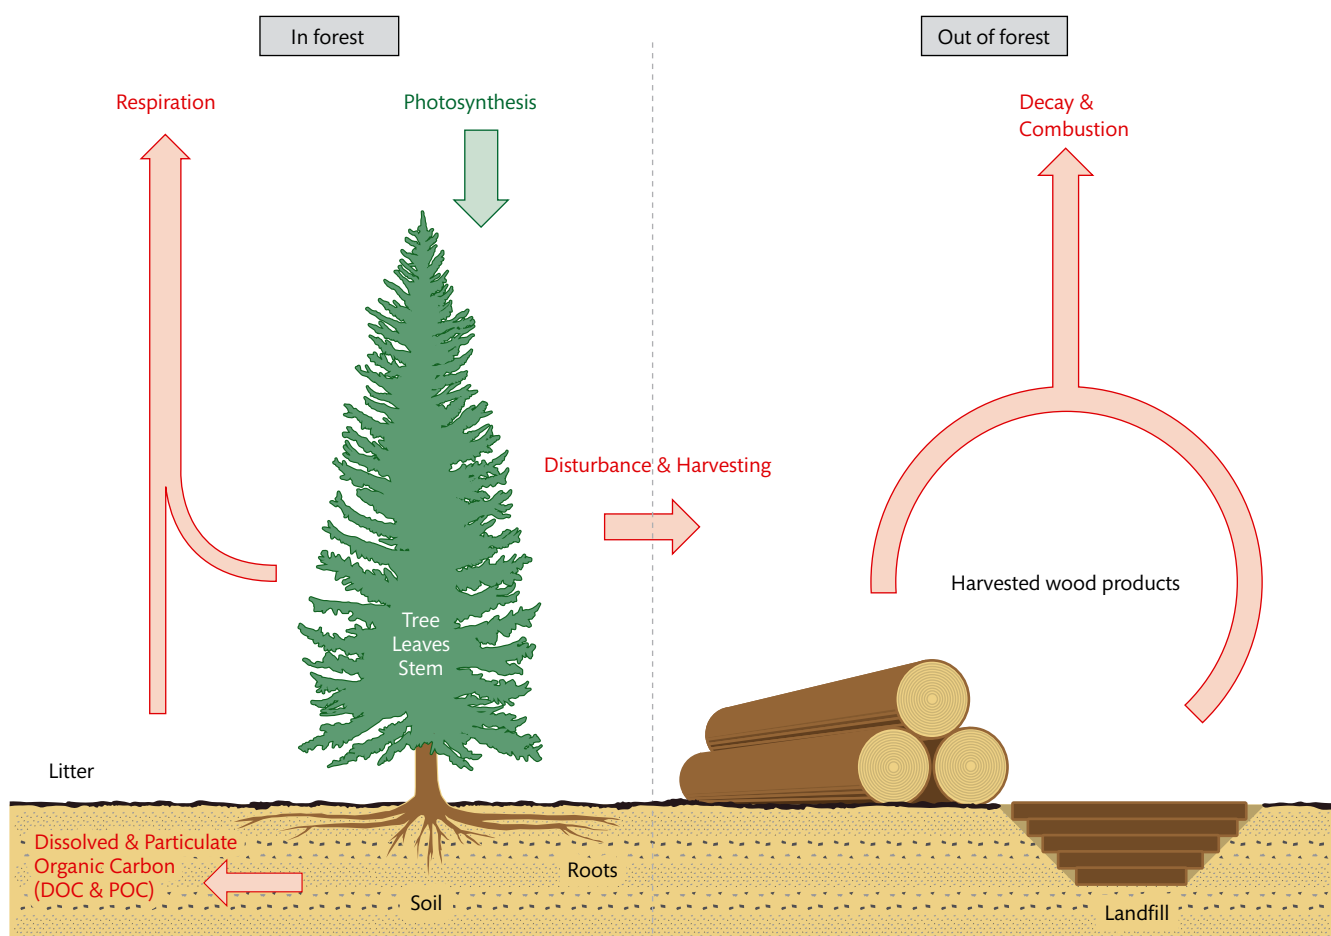 In forest
Out of forest
Respiration
Photosynthesis
Decay &
Combustion
Disturbance & Harvesting
Harvested wood products
Tree
Leaves
Stem
Litter
Dissolved & Particulate
Organic Carbon
(DOC & POC)
Roots
Soil
Landfill